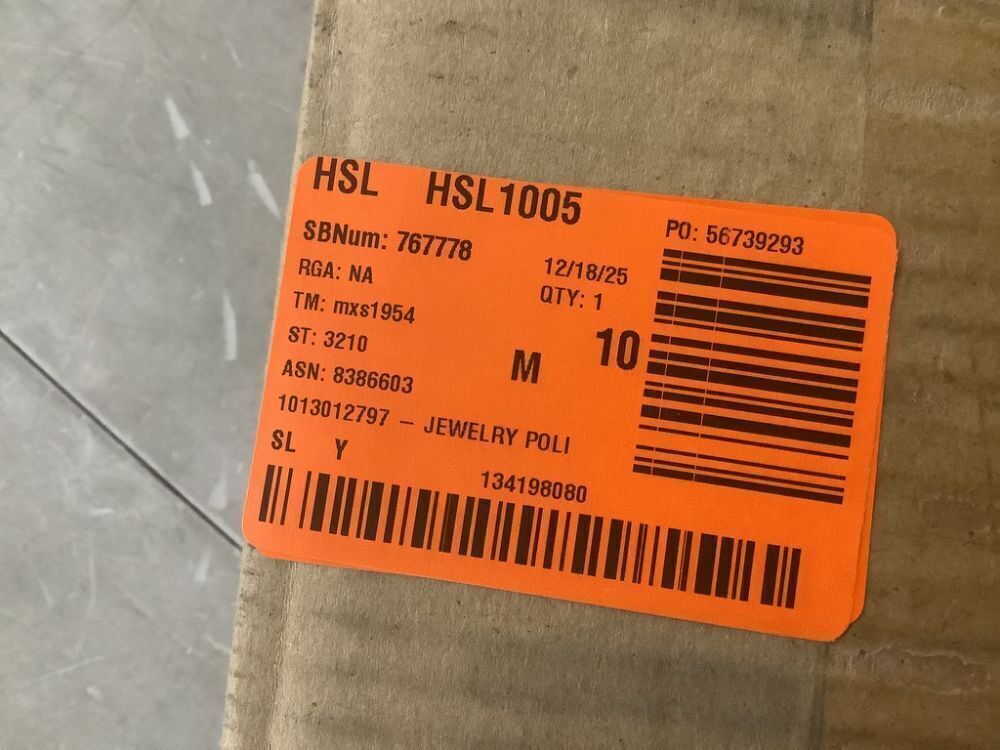 HSL HSL1005
SBNum: 767778
PO: 56739293
RGA: NA
12/18/25
TM: mxs1954
QTY: 1
ST: 3210
M
10
ASN: 8386603
1013012797 – JEWELRY POLI
SL Y
134198080